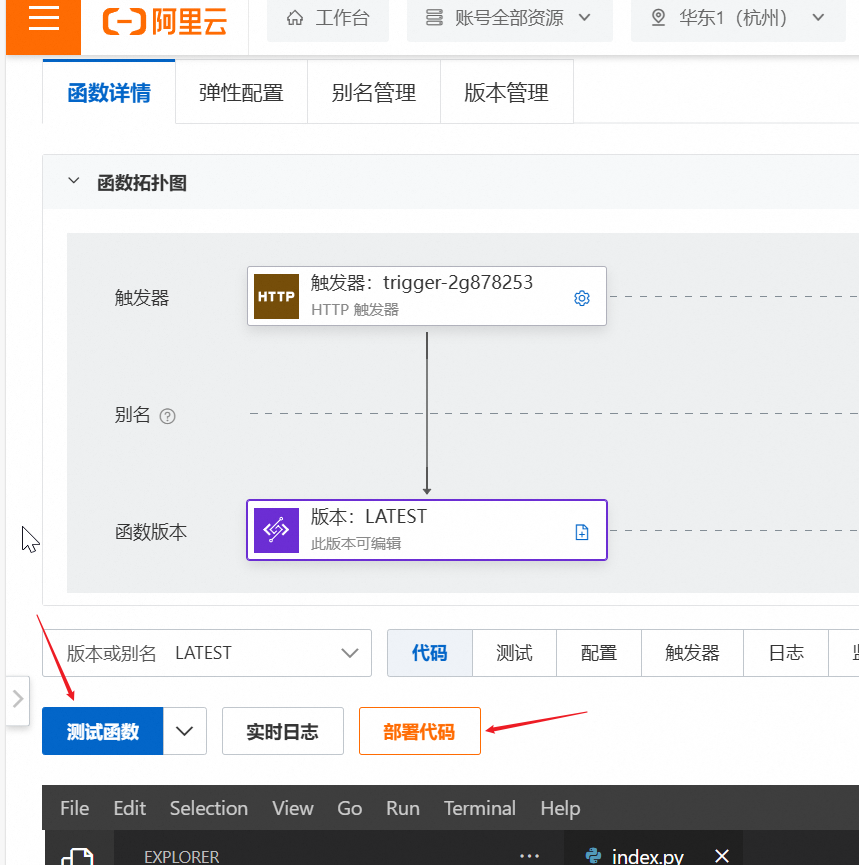 阿里云 工作台 账号全部资源 华东1（杭州）
函数详情 弹性配置 别名管理 版本管理
函数拓扑图
触发器 HTTP 触发器：trigger-2g878253
HTTP 触发器
别名 ?
函数版本 版本：LATEST
此版本可编辑
版本或别名 LATEST 代码 测试 配置 触发器 日志
测试函数 实时日志 部署代码
File Edit Selection View Go Run Terminal Help
EXPLORER ... index.py